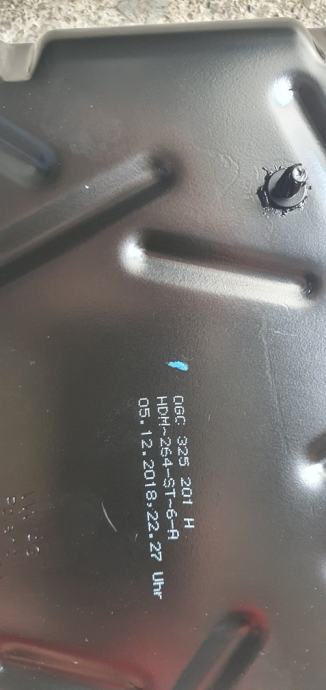 0GC 325 201 H
HDM-264-ST-6-A
05.12.2018,22.27 Uhr